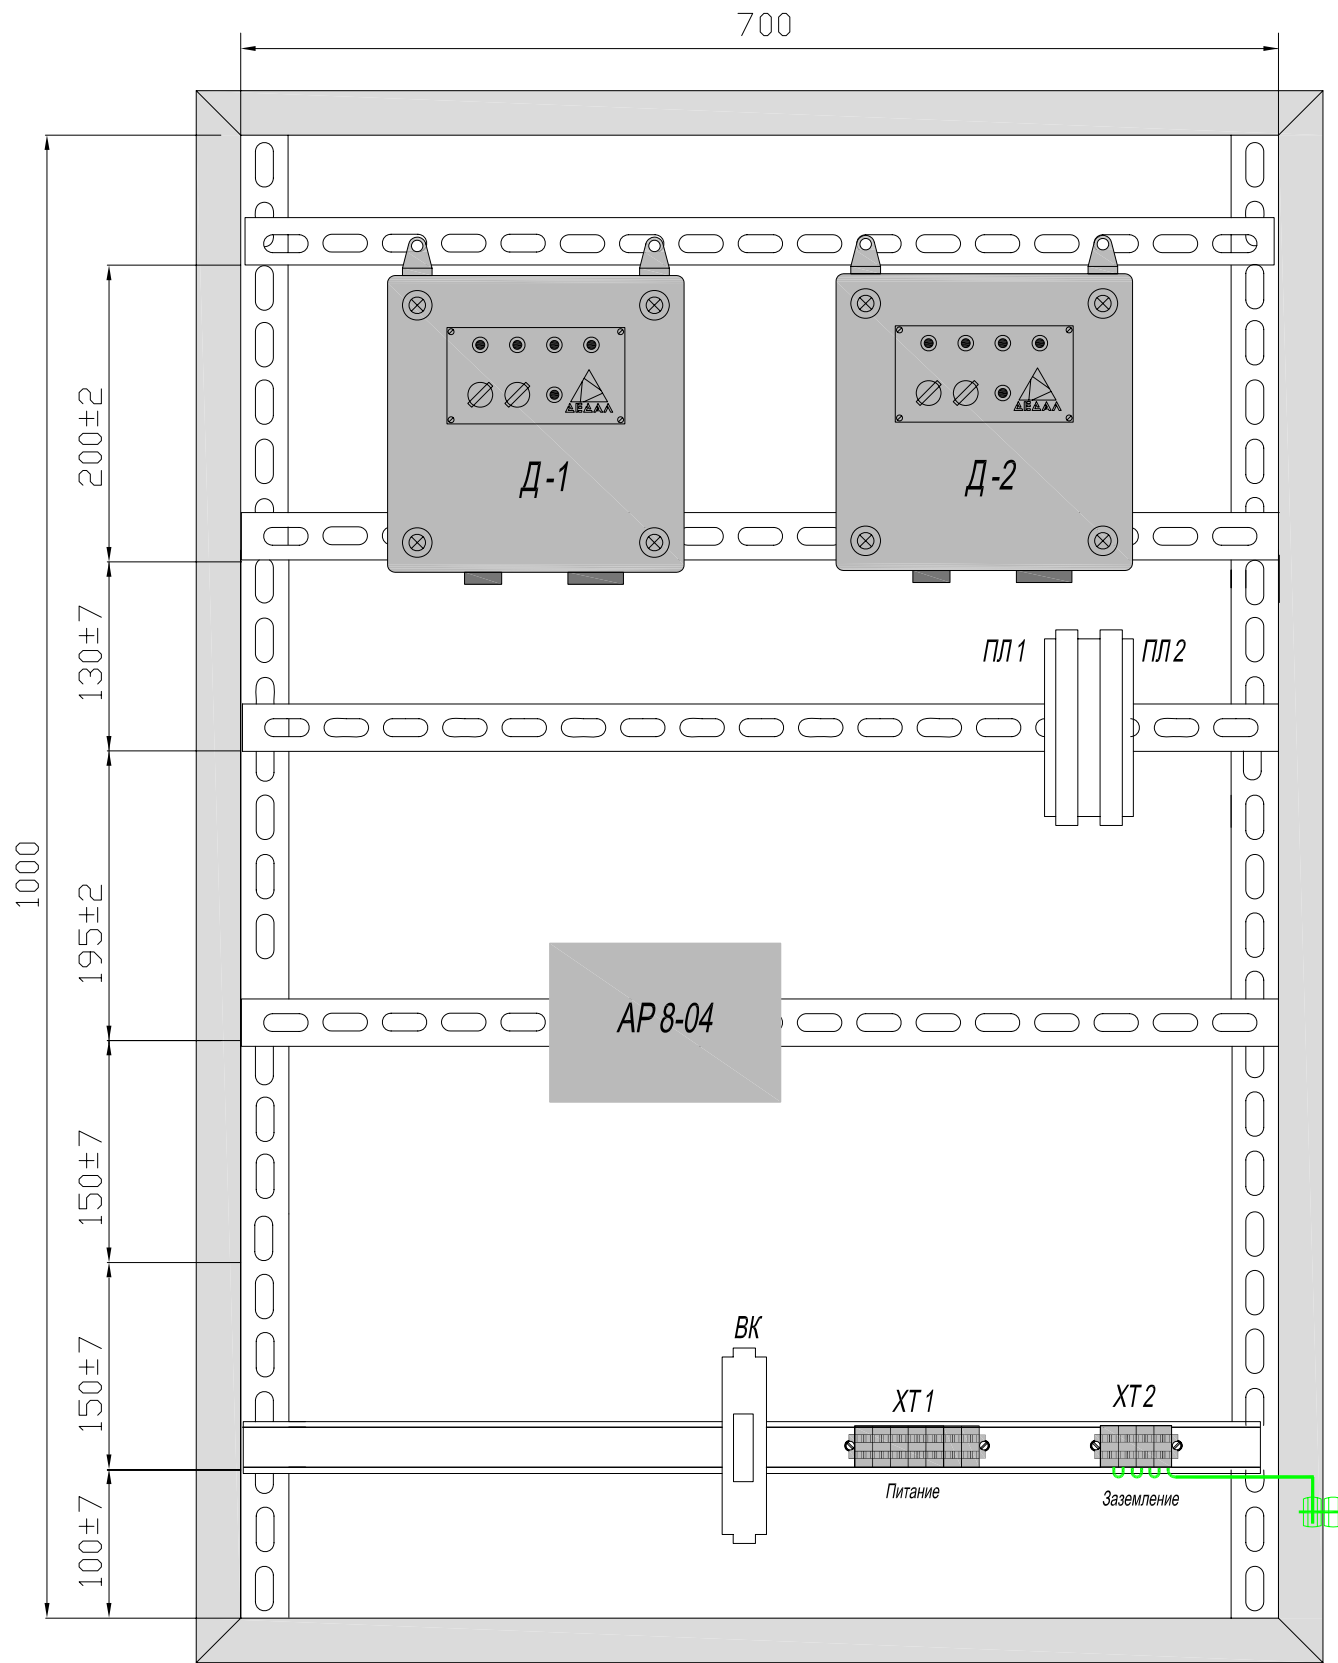 700
200±2
Д-1
Д-2
ДЕДАЛ
ДЕДАЛ
130±7
ПЛ1
ПЛ2
1000
195±2
АР 8-04
150±7
150±7
ВК
ХТ1
ХТ2
Питание
Заземление
100±7